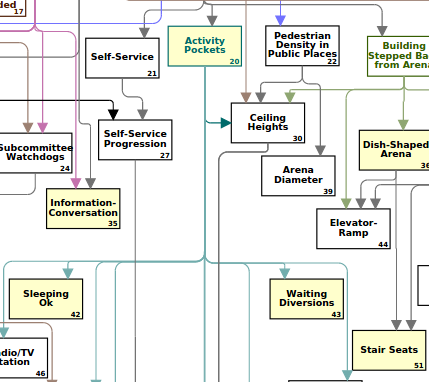 ded
17
Self-Service
21
Activity
Pockets
20
Pedestrian
Density in
Public Places
22
Building
Stepped Ba
from Arena
Subcommittee
Watchdogs
24
Self-Service
Progression
27
Ceiling
Heights
30
Dish-Shaped
Arena
36
Arena
Diameter
39
Information-
Conversation
35
Elevator-
Ramp
44
Sleeping
Ok
42
Waiting
Diversions
43
dio/TV
tation
46
Stair Seats
51